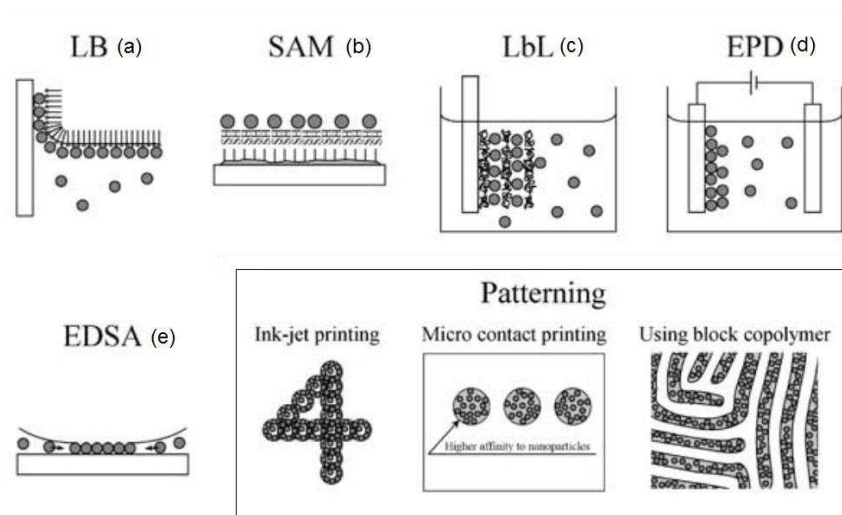 LB (a)
SAM (b)
LbL (c)
EPD (d)
EDSA (e)
Patterning
Ink-jet printing
Micro contact printing
Using block copolymer
Higher affinity to nanoparticles